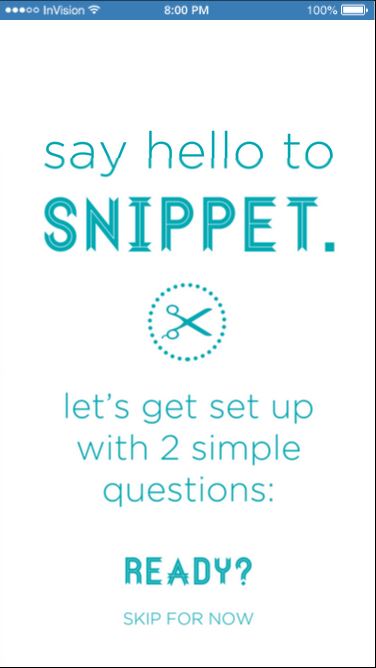 InVision 8:00 PM 100%
say hello to
SNIPPET.
let's get set up
with 2 simple
questions:
READY?
SKIP FOR NOW